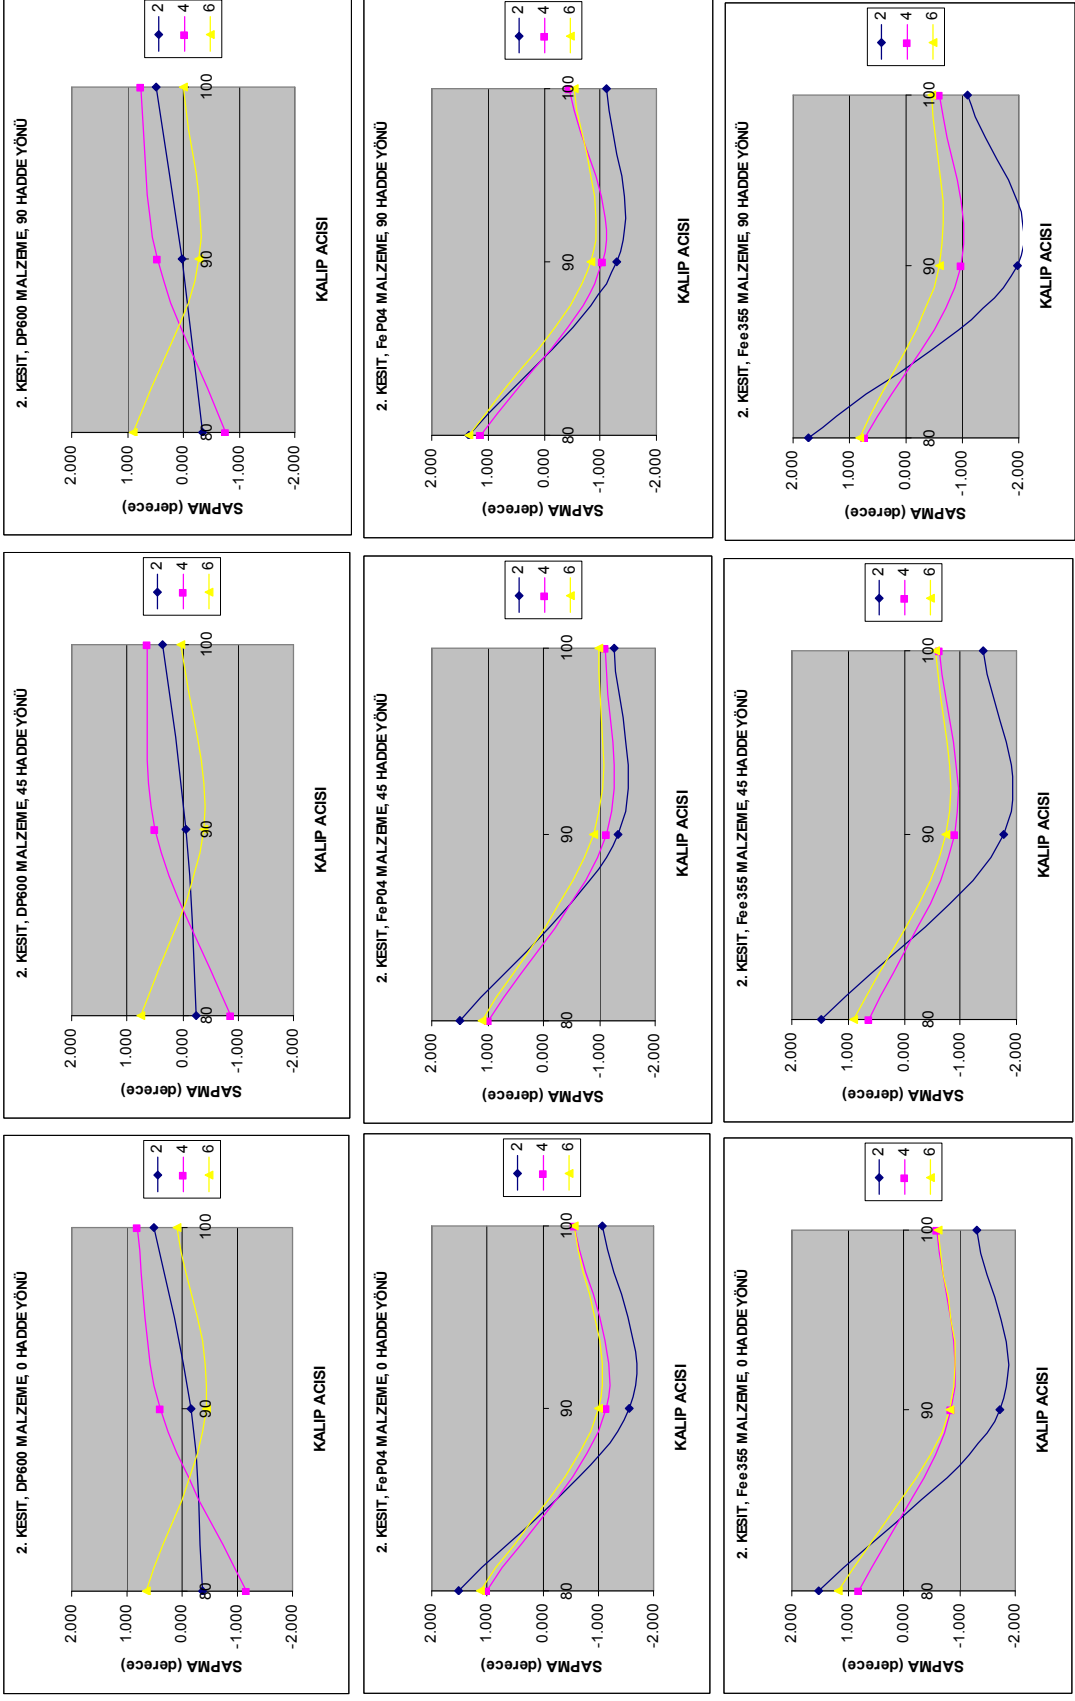 2. KESIT, DP600 MALZEME, 0 HADDE YÖNÜ
SAPMA (derece)
2.000
1.000
0.000
-1.000
-2.000
80 90 100
KALIP ACISI
2
4
6
2. KESIT, DP600 MALZEME, 45 HADDE YÖNÜ
SAPMA (derece)
2.000
1.000
0.000
-1.000
-2.000
80 90 100
KALIP ACISI
2
4
6
2. KESIT, DP600 MALZEME, 90 HADDE YÖNÜ
SAPMA (derece)
2.000
1.000
0.000
-1.000
-2.000
80 90 100
KALIP ACISI
2
4
6
2. KESIT, FeP04 MALZEME, 0 HADDE YÖNÜ
SAPMA (derece)
2.000
1.000
0.000
-1.000
-2.000
80 90 100
KALIP ACISI
2
4
6
2. KESIT, FeP04 MALZEME, 45 HADDE YÖNÜ
SAPMA (derece)
2.000
1.000
0.000
-1.000
-2.000
80 90 100
KALIP ACISI
2
4
6
2. KESIT, FeP04 MALZEME, 90 HADDE YÖNÜ
SAPMA (derece)
2.000
1.000
0.000
-1.000
-2.000
80 90 100
KALIP ACISI
2
4
6
2. KESIT, Fee355 MALZEME, 0 HADDE YÖNÜ
SAPMA (derece)
2.000
1.000
0.000
-1.000
-2.000
80 90 100
KALIP ACISI
2
4
6
2. KESIT, Fee355 MALZEME, 45 HADDE YÖNÜ
SAPMA (derece)
2.000
1.000
0.000
-1.000
-2.000
80 90 100
KALIP ACISI
2
4
6
2. KESIT, Fee355 MALZEME, 90 HADDE YÖNÜ
SAPMA (derece)
2.000
1.000
0.000
-1.000
-2.000
80 90 100
KALIP ACISI
2
4
6